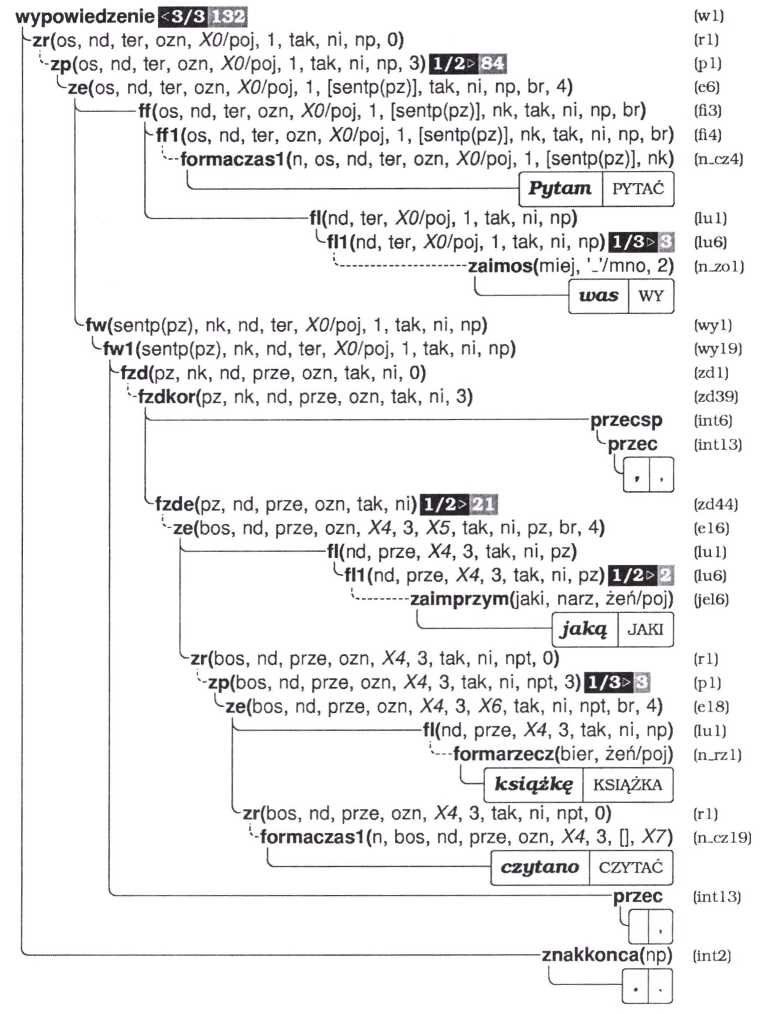 wypowiedzenie <3/3 132 (w1)
zr(os, nd, ter, ozn, X0/poj, 1, tak, ni, np, 0) (r1)
zp(os, nd, ter, ozn, X0/poj, 1, tak, ni, np, 3) 1/2▷ 84 (p1)
ze(os, nd, ter, ozn, X0/poj, 1, [sentp(pz)], tak, ni, np, br, 4) (e6)
ff(os, nd, ter, ozn, X0/poj, 1, [sentp(pz)], nk, tak, ni, np, br) (fi3)
ff1(os, nd, ter, ozn, X0/poj, 1, [sentp(pz)], nk, tak, ni, np, br) (fi4)
formaczas1(n, os, nd, ter, ozn, X0/poj, 1, [sentp(pz)], nk) (n_cz4)
Pytam PYTAĆ
fl(nd, ter, X0/poj, 1, tak, ni, np) (lu1)
fl1(nd, ter, X0/poj, 1, tak, ni, np) 1/3▷ 3 (lu6)
zaimos(miej, '_'/mno, 2) (n_zo1)
was WY
fw(sentp(pz), nk, nd, ter, X0/poj, 1, tak, ni, np) (wy1)
fw1(sentp(pz), nk, nd, ter, X0/poj, 1, tak, ni, np) (wy19)
fzd(pz, nk, nd, prze, ozn, tak, ni, 0) (zd1)
fzdkor(pz, nk, nd, prze, ozn, tak, ni, 3) (zd39)
przecsp (int6)
przec (int13)
, ,
fzde(pz, nd, prze, ozn, tak, ni) 1/2▷ 21 (zd44)
ze(bos, nd, prze, ozn, X4, 3, X5, tak, ni, pz, br, 4) (e16)
fl(nd, prze, X4, 3, tak, ni, pz) (lu1)
fl1(nd, prze, X4, 3, tak, ni, pz) 1/2▷ 2 (lu6)
zaimprzym(jaki, narz, żeń/poj) (jel6)
jaką JAKI
zr(bos, nd, prze, ozn, X4, 3, tak, ni, npt, 0) (r1)
zp(bos, nd, prze, ozn, X4, 3, tak, ni, npt, 3) 1/3▷ 3 (p1)
ze(bos, nd, prze, ozn, X4, 3, X6, tak, ni, npt, br, 4) (e18)
fl(nd, prze, X4, 3, tak, ni, np) (lu1)
formarzecz(bier, żeń/poj) (n_rz1)
książkę KSIĄŻKA
zr(bos, nd, prze, ozn, X4, 3, tak, ni, npt, 0) (r1)
formaczas1(n, bos, nd, prze, ozn, X4, 3, [], X7) (n_cz19)
czytano CZYTAĆ
przec (int13)
,
znakkonca(np) (int2)
. .